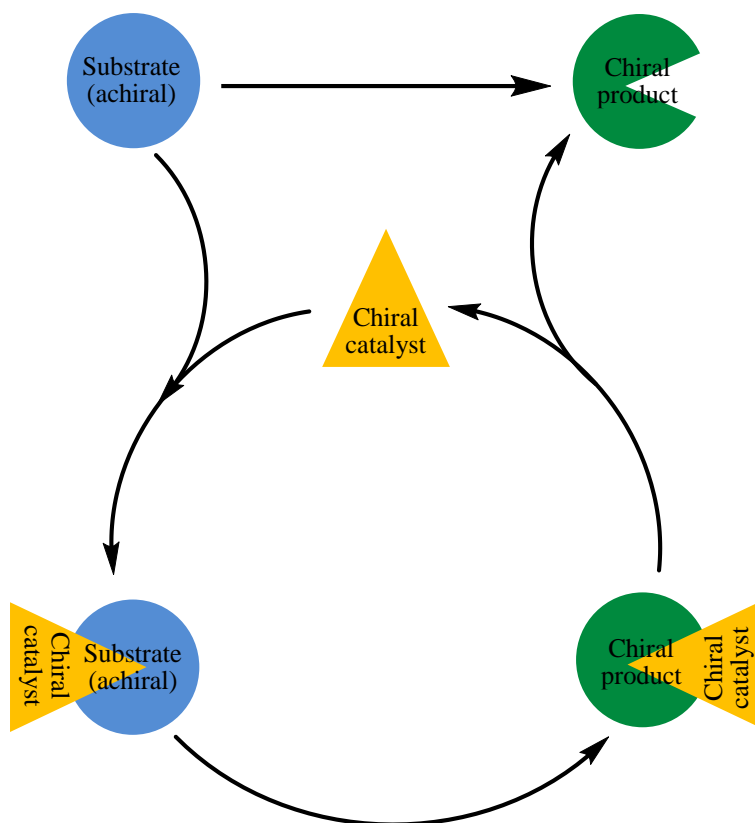 Substrate
(achiral)
Chiral
product
Chiral
catalyst
Chiral
catalyst
Substrate
(achiral)
Chiral
product
Chiral
catalyst